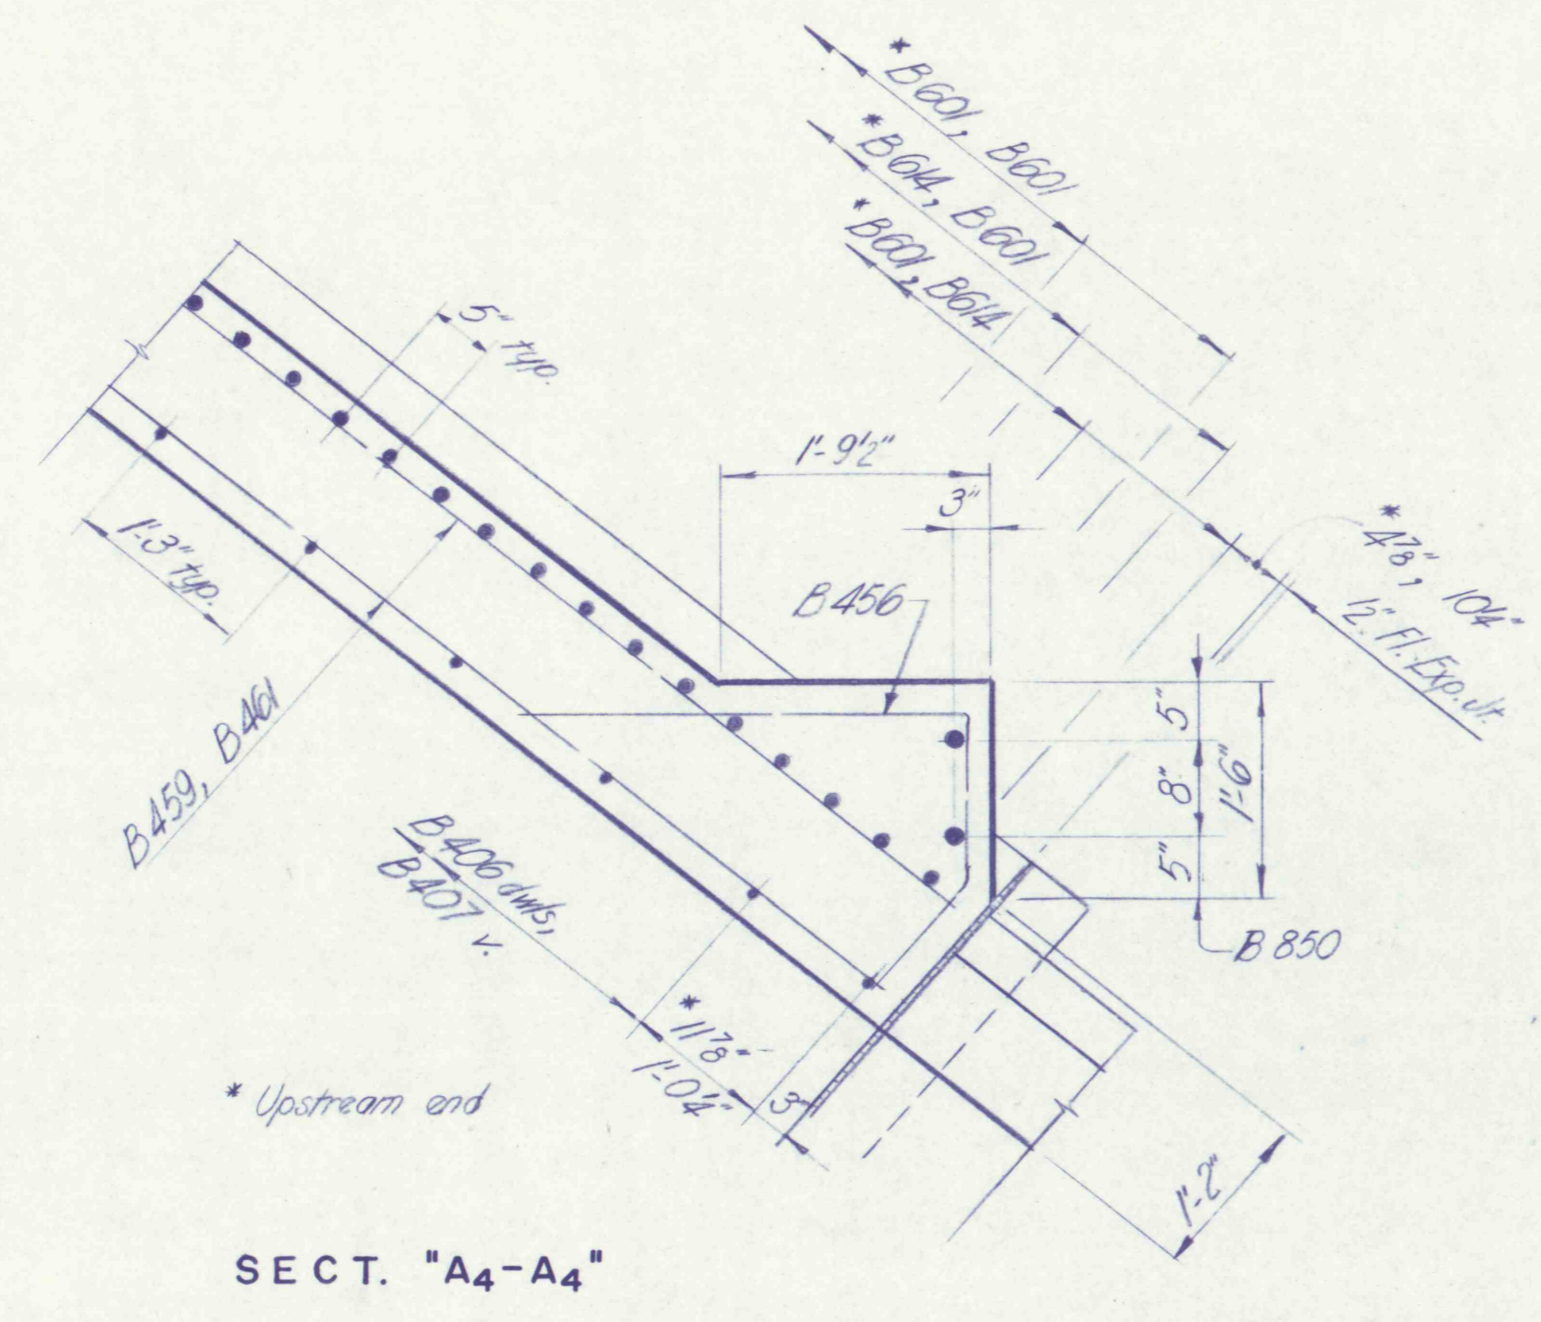 *B601, B601
*B614, B601
*B601, B614
5" typ.
1'-9½"
3"
*4⅞", 10¼"
½" Fl. Exp. Jt.
1'-3" typ.
B456
5"
8"
1'-6"
5"
B459, B461
B406 dwls,
B407 v.
B850
*11⅞"
1'-0¼"
3"
* Upstream end
1'-2"
SECT. "A4-A4"